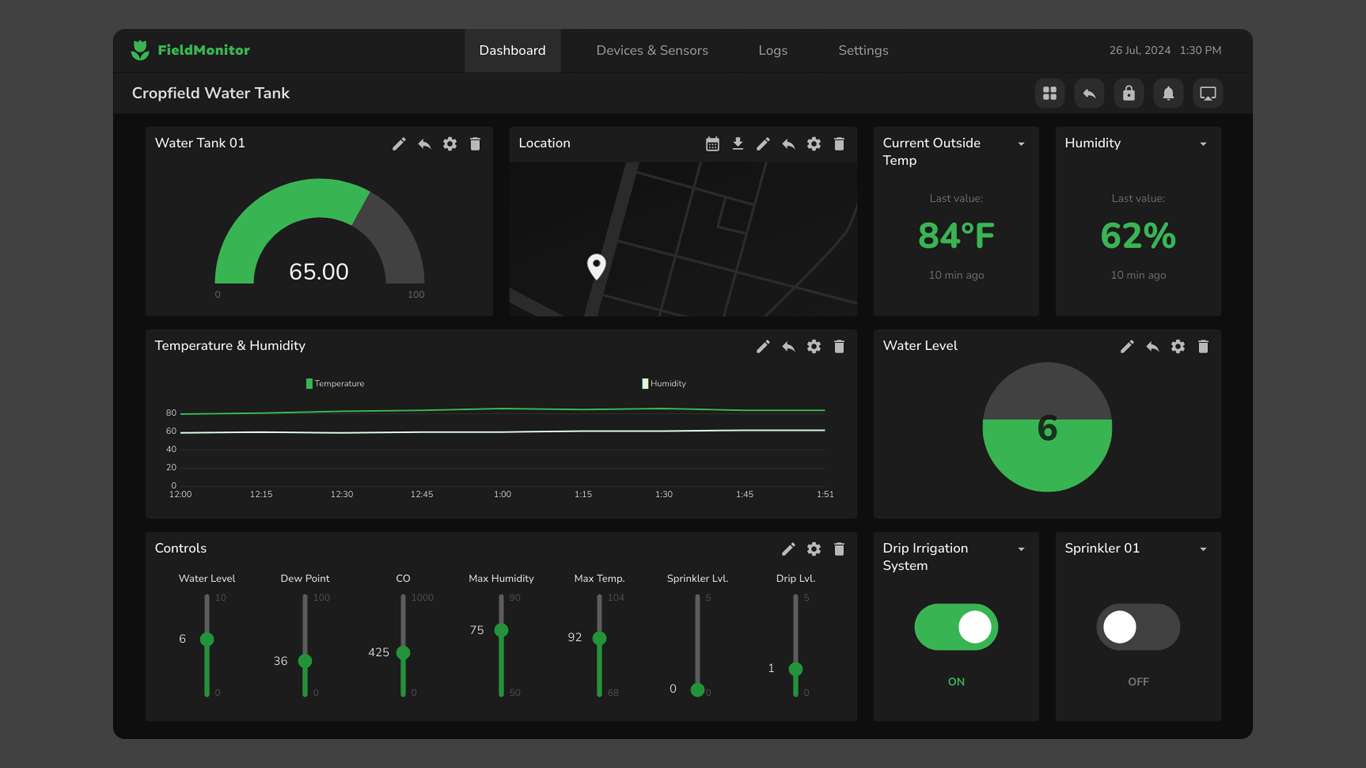 FieldMonitor
Dashboard
Devices & Sensors
Logs
Settings
26 Jul, 2024 1:30 PM
Cropfield Water Tank
Water Tank 01
65.00
0
100
Location
Current Outside
Temp
Last value:
84°F
10 min ago
Humidity
Last value:
62%
10 min ago
Temperature & Humidity
Temperature
Humidity
80
60
40
20
0
12:00
12:15
12:30
12:45
1:00
1:15
1:30
1:45
1:51
Water Level
6
Controls
Water Level
10
6
0
Dew Point
100
36
0
CO
1000
425
0
Max Humidity
90
75
50
Max Temp.
104
92
68
Sprinkler Lvl.
5
0
0
Drip Lvl.
5
1
0
Drip Irrigation
System
ON
Sprinkler 01
OFF